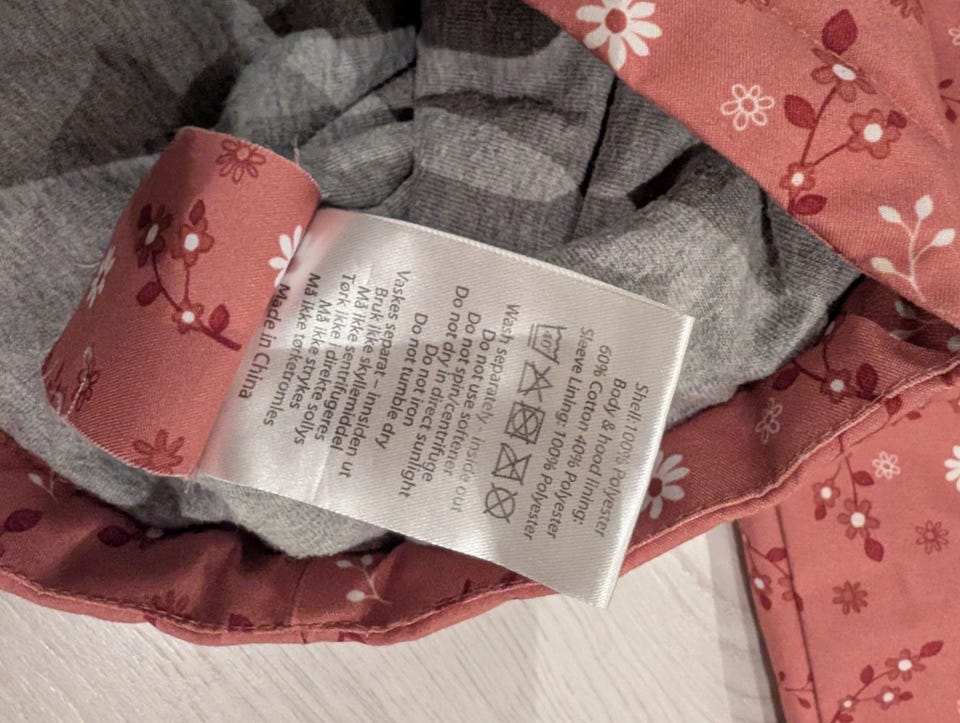 Shell:100% Polyester
Body & hood lining:
60% Cotton 40% Polyester
Sleeve Lining: 100% Polyester
Wash separately, inside out
Do not use softener
Do not spin/centrifuge
Do not dry in direct sunlight
Do not iron
Do not tumble dry
Vaskes separat – innsiden ut
Bruk ikke skyllemiddel
Må ikke sentrifugeres
Tørk ikke i direkte sollys
Må ikke strykes
Må ikke tørketromles
Made in China